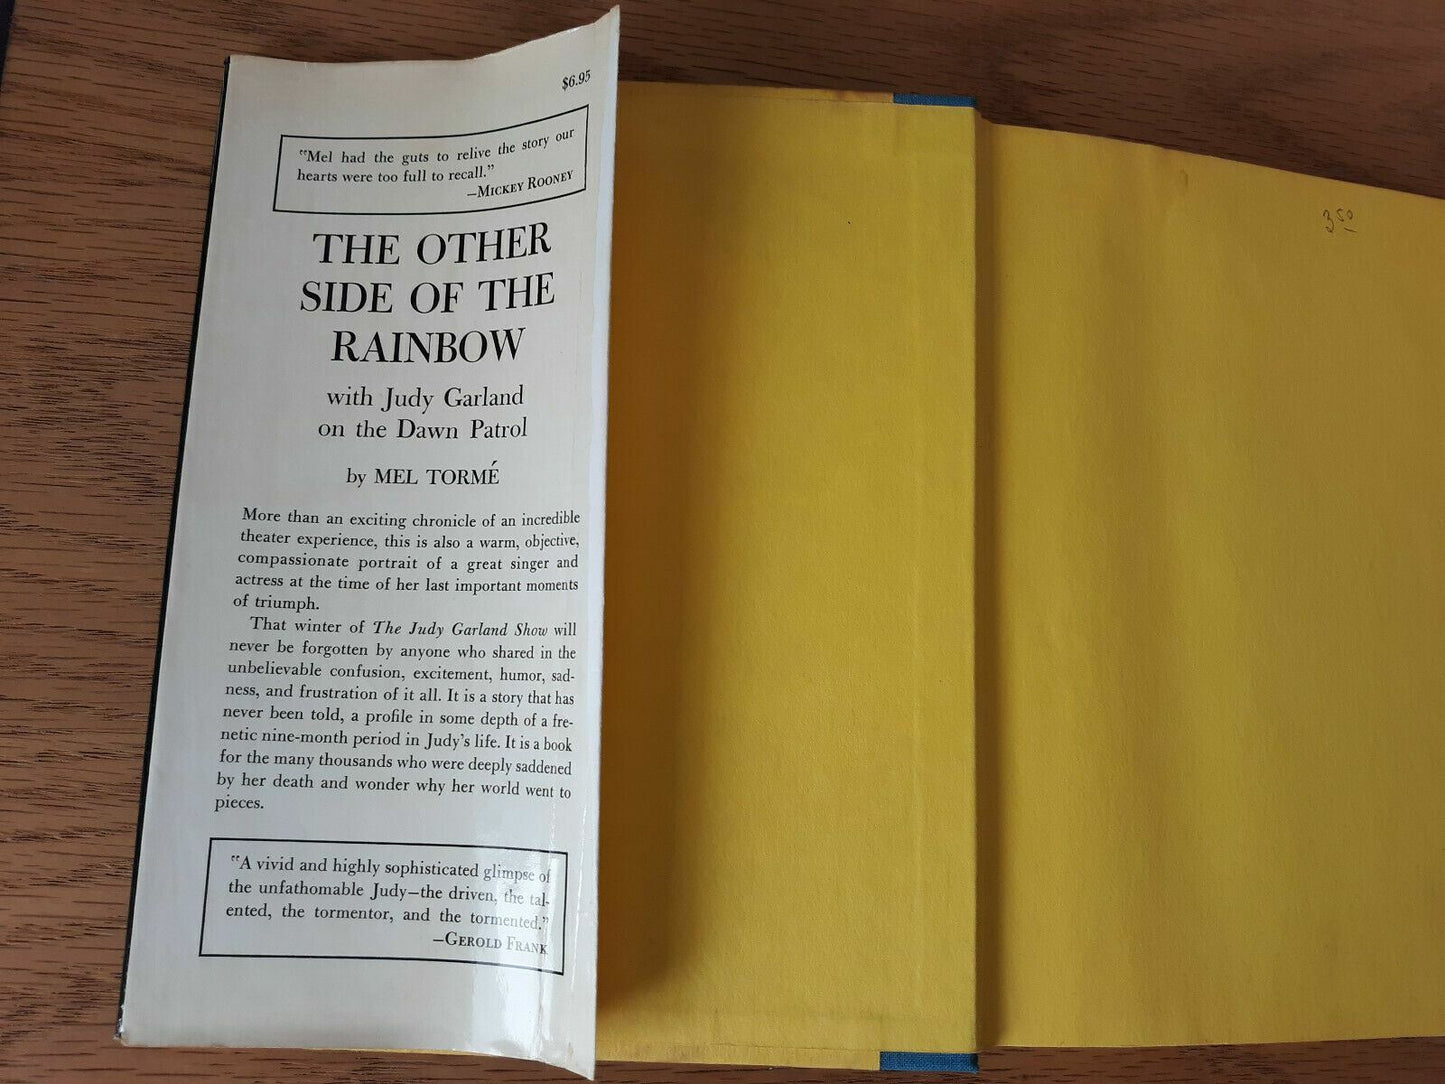 $6.95
"Mel had the guts to relive the story our
hearts were too full to recall."
—MICKEY ROONEY
THE OTHER
SIDE OF THE
RAINBOW
with Judy Garland
on the Dawn Patrol
by MEL TORMÉ
More than an exciting chronicle of an incredible
theater experience, this is also a warm, objective,
compassionate portrait of a great singer and
actress at the time of her last important moments
of triumph.
That winter of The Judy Garland Show will
never be forgotten by anyone who shared in the
unbelievable confusion, excitement, humor, sad-
ness, and frustration of it all. It is a story that has
never been told, a profile in some depth of a fre-
netic nine-month period in Judy's life. It is a book
for the many thousands who were deeply saddened
by her death and wonder why her world went to
pieces.
"A vivid and highly sophisticated glimpse of
the unfathomable Judy—the driven, the tal-
ented, the tormentor, and the tormented."
—GEROLD FRANK
3 50